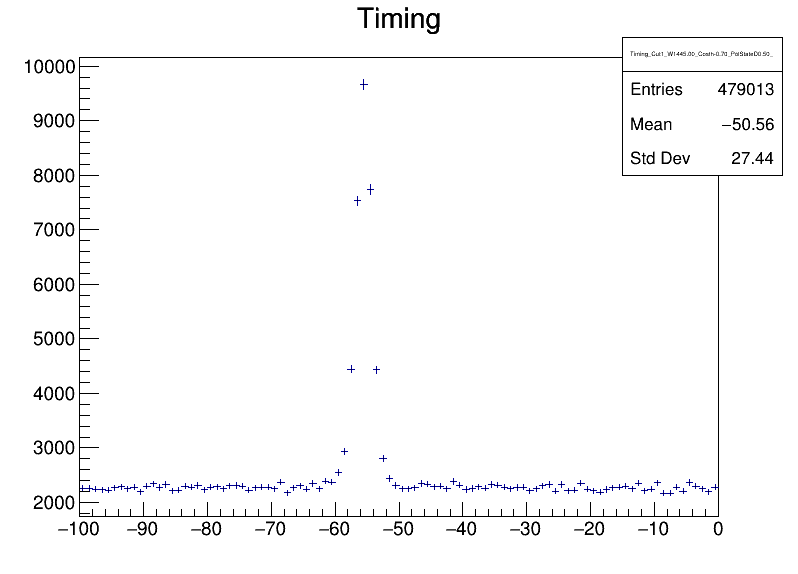 Timing
Timing_Cut1_W1445.00_Costh-0.70_PolStateD0.50_
Entries 479013
Mean −50.56
Std Dev 27.44
10000
9000
8000
7000
6000
5000
4000
3000
2000
−100 −90 −80 −70 −60 −50 −40 −30 −20 −10 0